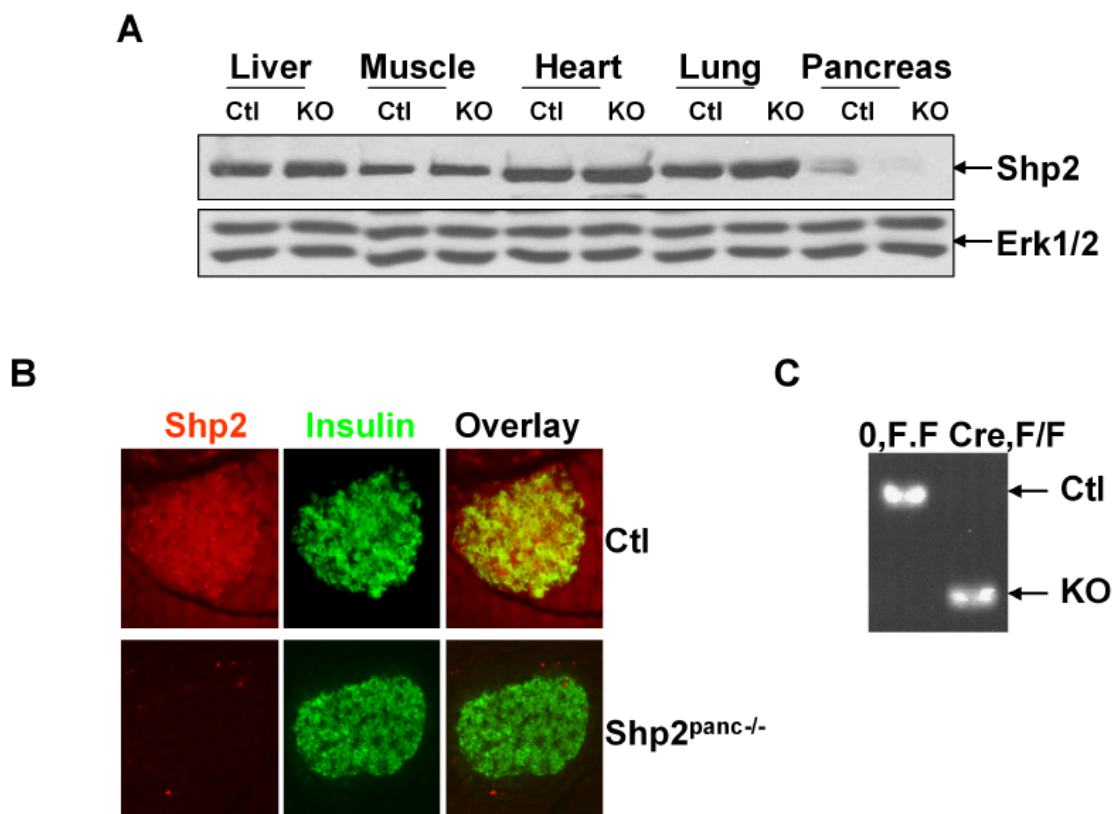 A
Liver Muscle Heart Lung Pancreas
Ctl KO Ctl KO Ctl KO Ctl KO Ctl KO
Shp2
Erk1/2
B
Shp2 Insulin Overlay
Ctl
Shp2panc-/-
C
0,F.F Cre,F/F
Ctl
KO